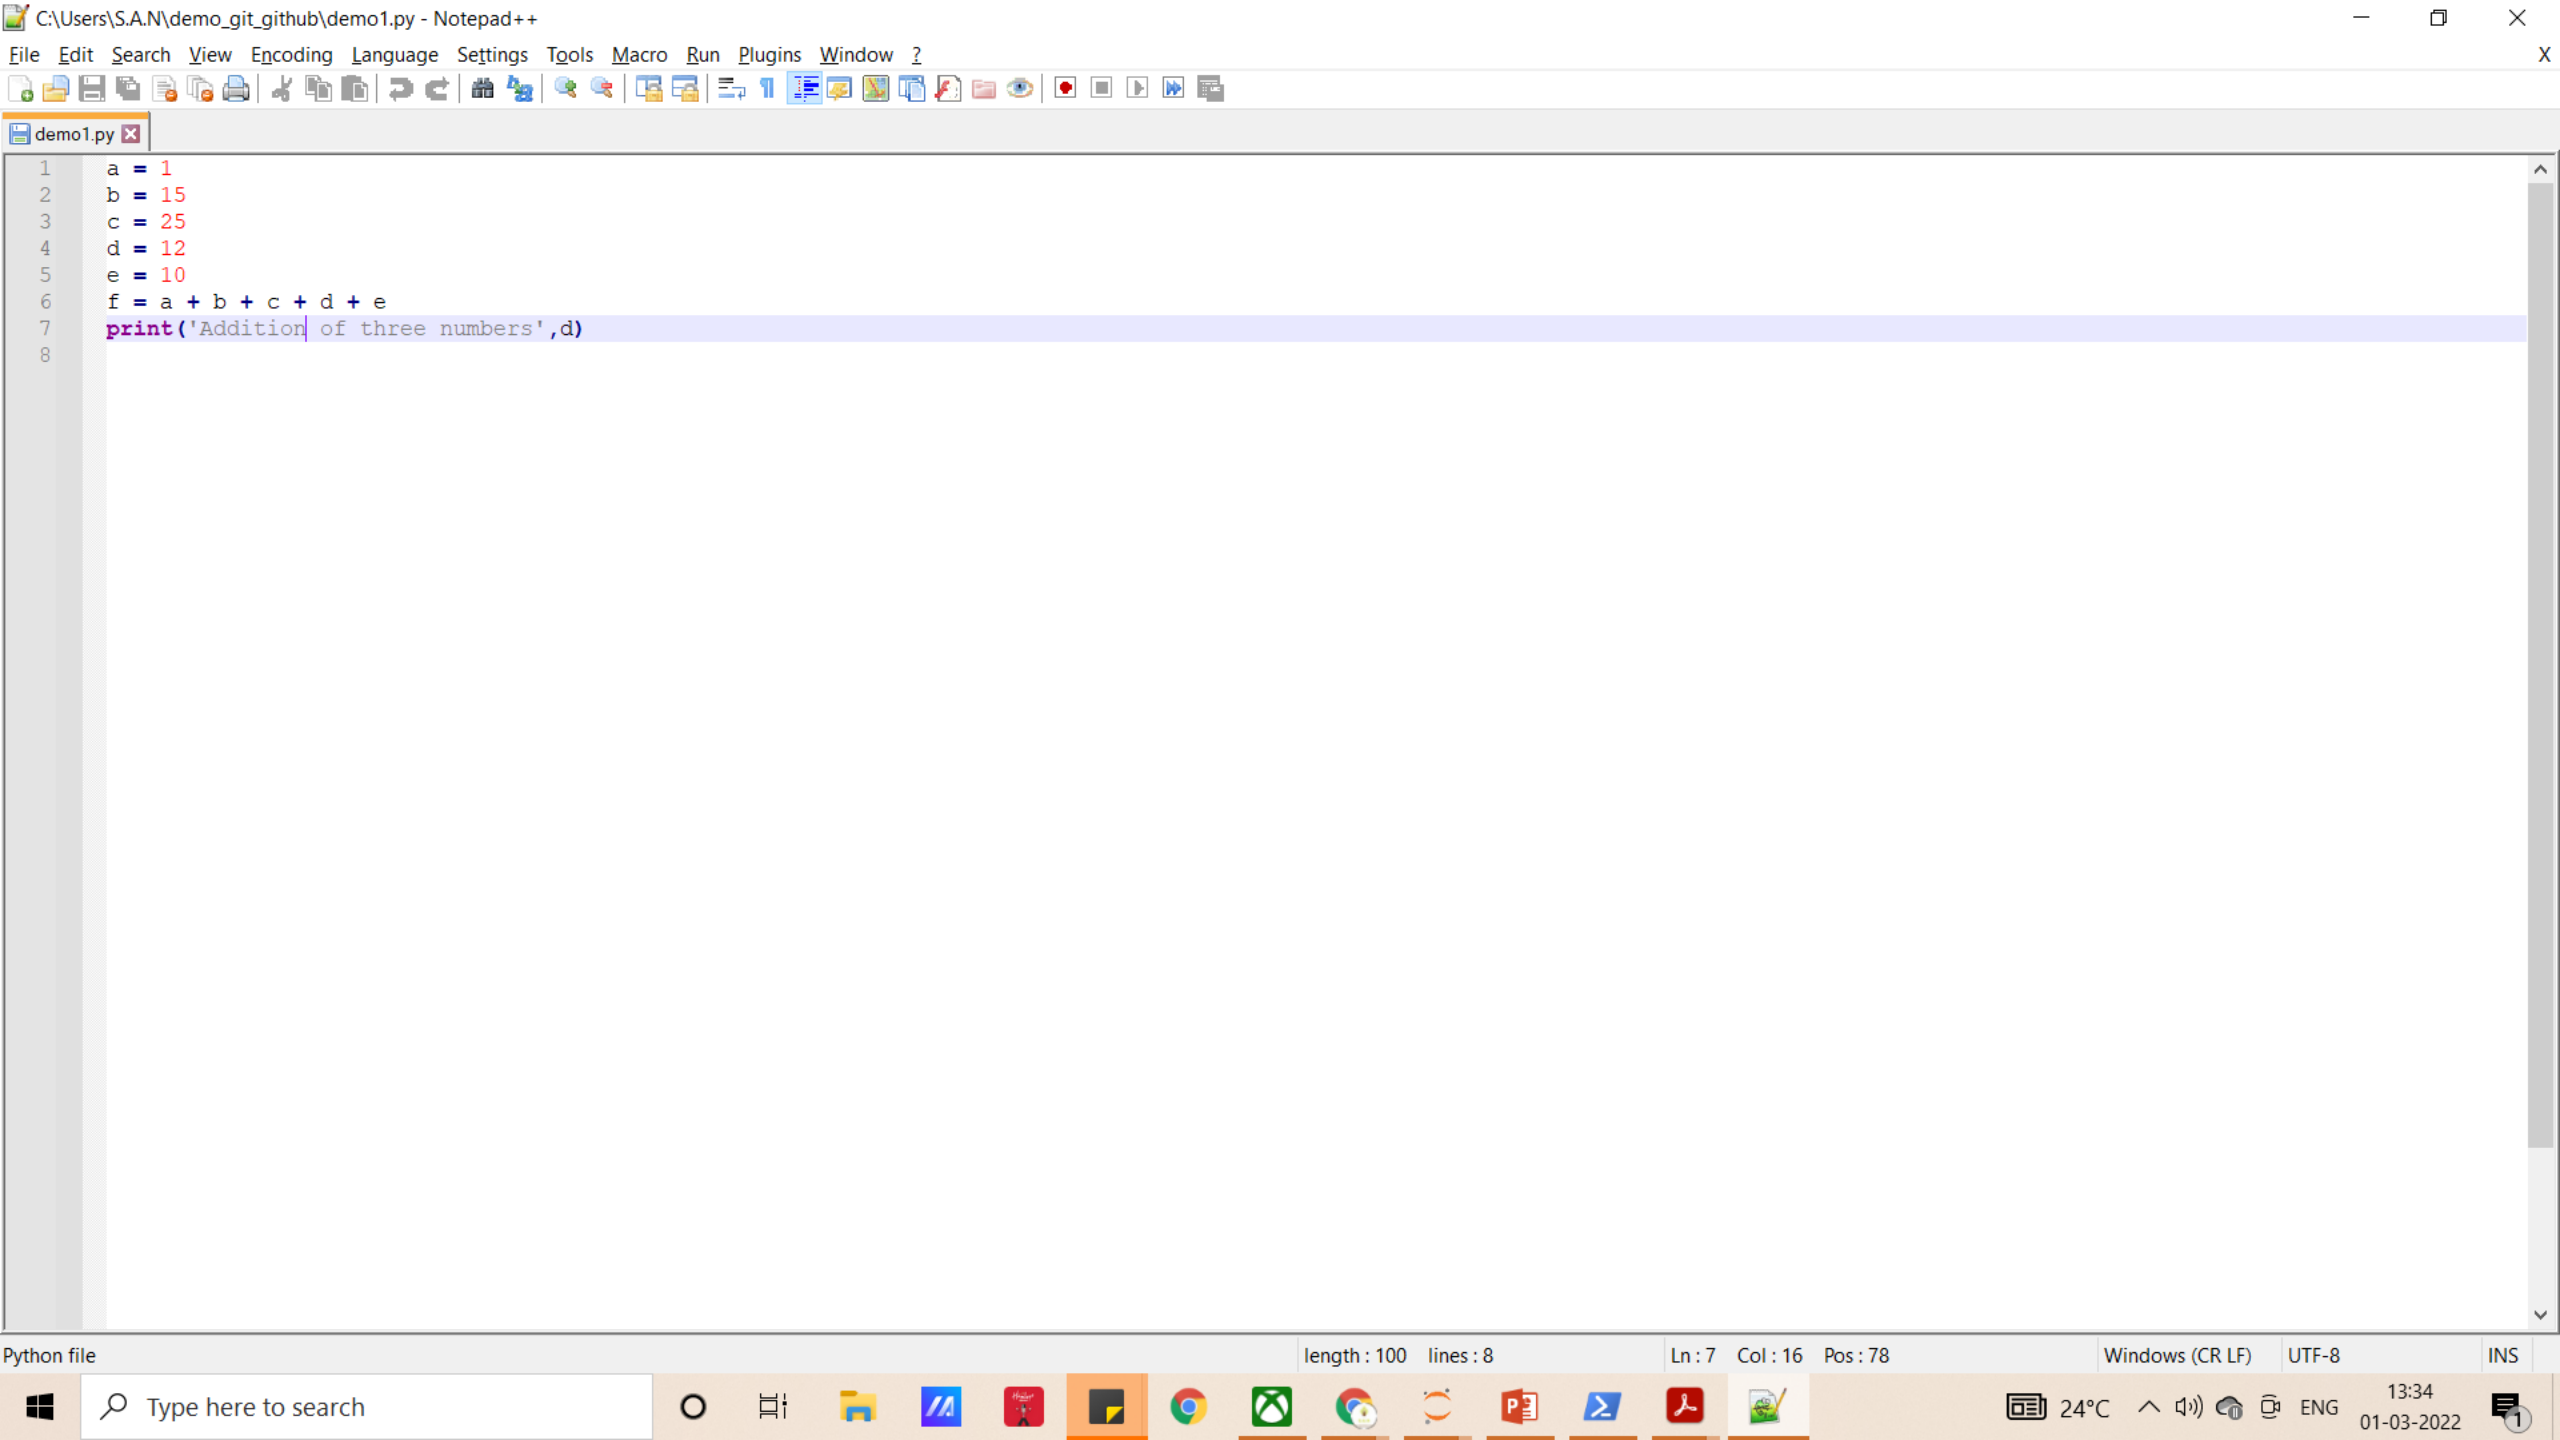 C:\Users\S.A.N\demo_git_github\demo1.py - Notepad++
File Edit Search View Encoding Language Settings Tools Macro Run Plugins Window ? X
demo1.py
1 a = 1
2 b = 15
3 c = 25
4 d = 12
5 e = 10
6 f = a + b + c + d + e
7 print('Addition of three numbers',d)
8
Python file length : 100 lines : 8 Ln : 7 Col : 16 Pos : 78 Windows (CR LF) UTF-8 INS
Type here to search 24°C ENG 13:34
01-03-2022 1